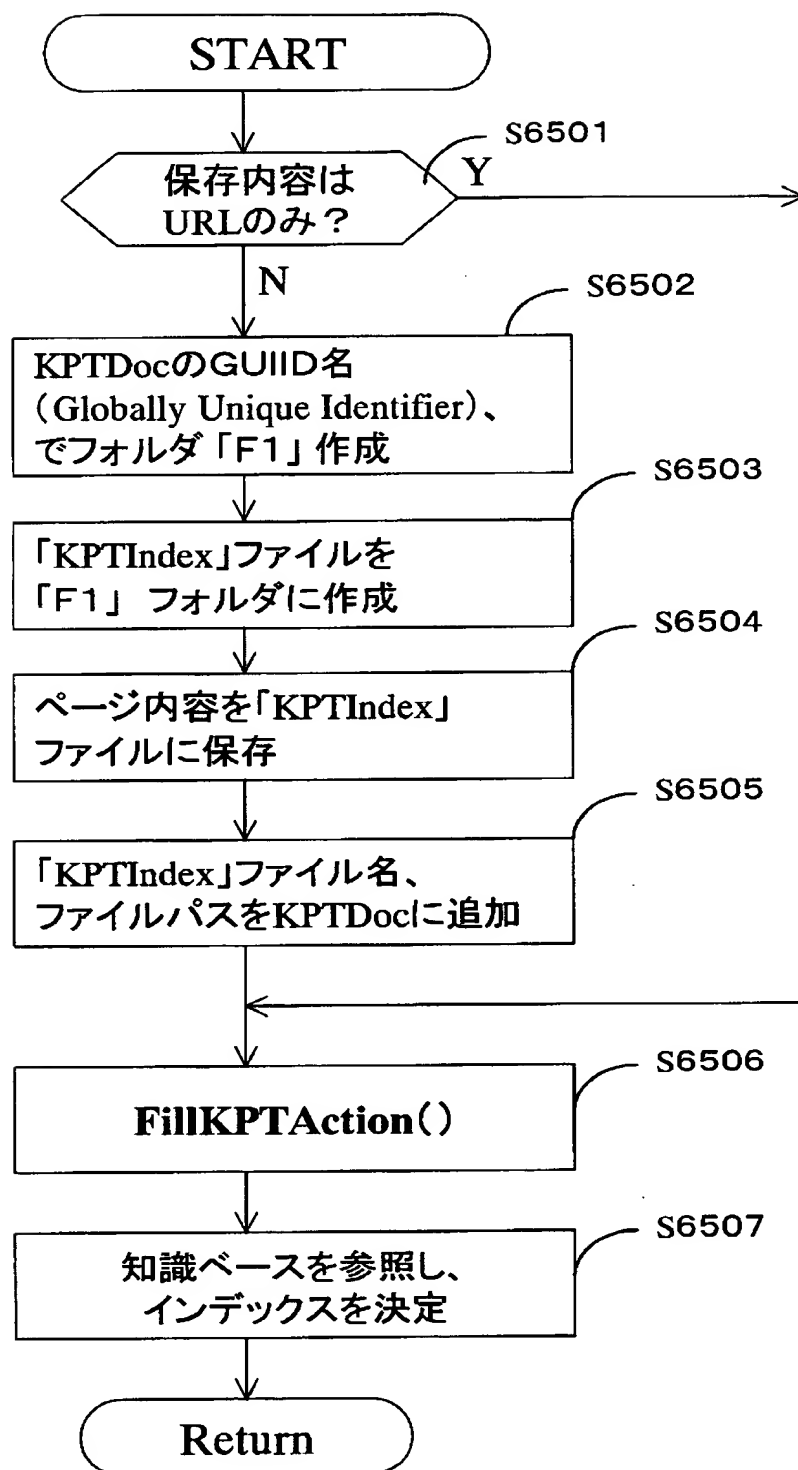 START
S6501
保存内容は
URLのみ？
Y
N
S6502
KPTDocのGUIID名
（Globally Unique Identifier）、
でフォルダ「F1」作成
S6503
「KPTIndex」ファイルを
「F1」 フォルダに作成
S6504
ページ内容を「KPTIndex」
ファイルに保存
S6505
「KPTIndex」ファイル名、
ファイルパスをKPTDocに追加
S6506
FillKPTAction()
S6507
知識ベースを参照し、
インデックスを決定
Return